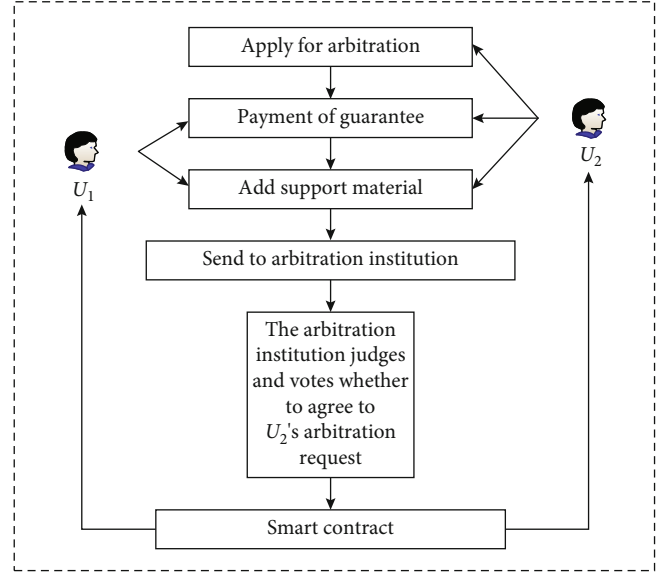 Apply for arbitration
Payment of guarantee
U₁
U₂
Add support material
Send to arbitration institution
The arbitration
institution judges
and votes whether
to agree to
U₂'s arbitration
request
Smart contract